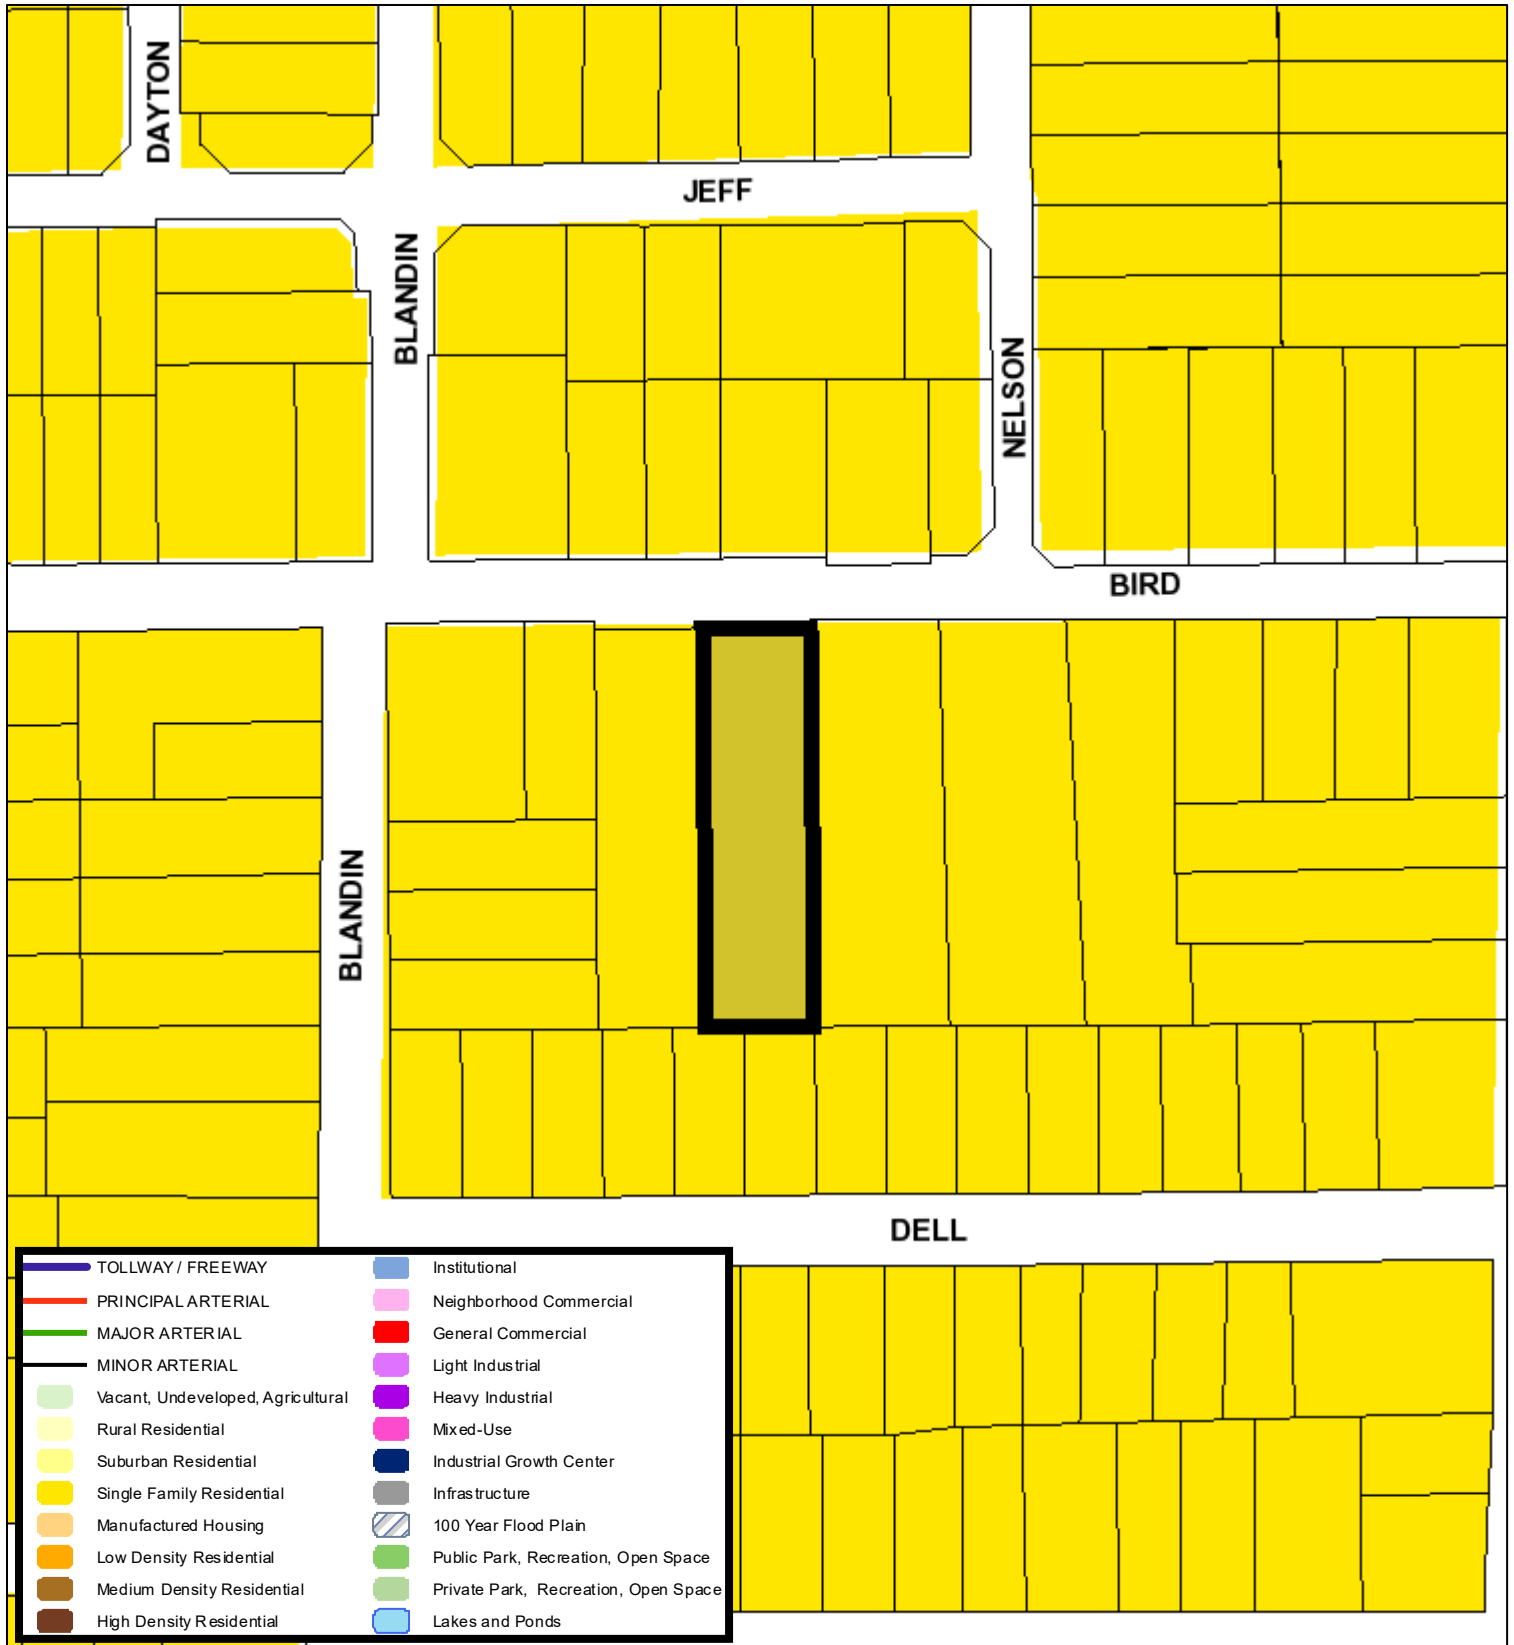 DAYTON
JEFF
BLANDIN
NELSON
BIRD
BLANDIN
DELL
TOLLWAY / FREEWAY
PRINCIPAL ARTERIAL
MAJOR ARTERIAL
MINOR ARTERIAL
Vacant, Undeveloped, Agricultural
Rural Residential
Suburban Residential
Single Family Residential
Manufactured Housing
Low Density Residential
Medium Density Residential
High Density Residential
Institutional
Neighborhood Commercial
General Commercial
Light Industrial
Heavy Industrial
Mixed-Use
Industrial Growth Center
Infrastructure
100 Year Flood Plain
Public Park, Recreation, Open Space
Private Park, Recreation, Open Space
Lakes and Ponds